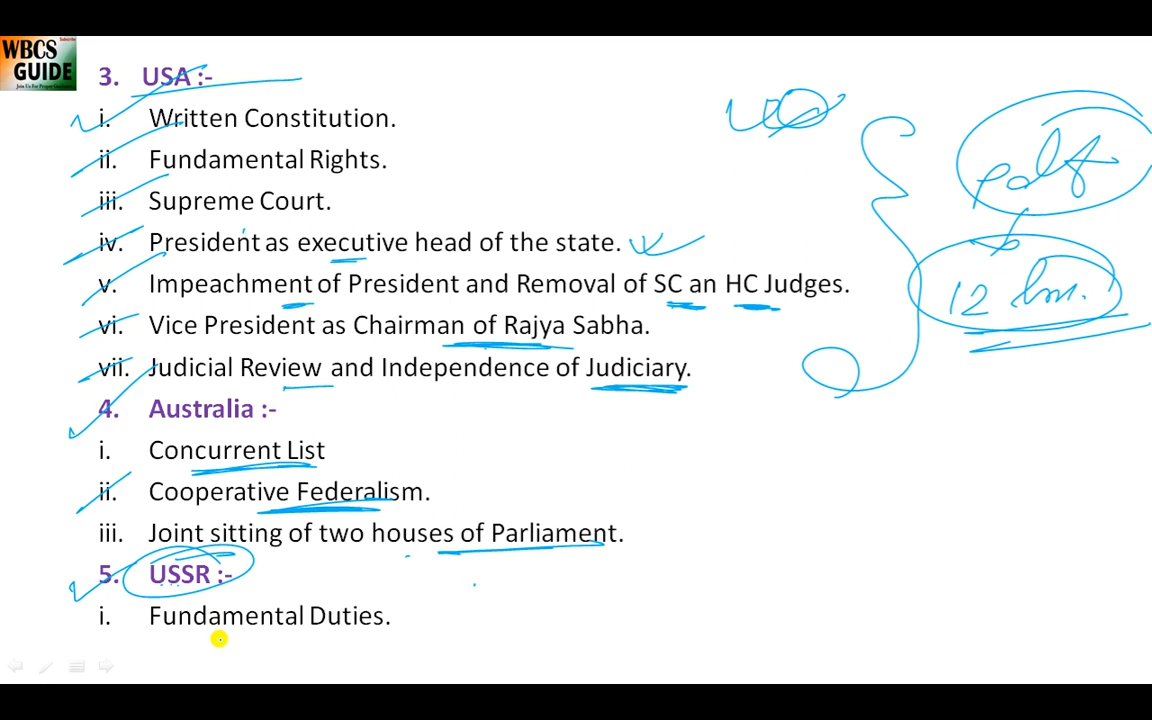 WBCS
GUIDE
3. USA :-
i. Written Constitution.
ii. Fundamental Rights.
iii. Supreme Court.
iv. President as executive head of the state.
v. Impeachment of President and Removal of SC an HC Judges.
vi. Vice President as Chairman of Rajya Sabha.
vii. Judicial Review and Independence of Judiciary.
4. Australia :-
i. Concurrent List
ii. Cooperative Federalism.
iii. Joint sitting of two houses of Parliament.
5. USSR :-
i. Fundamental Duties.
pdf
12